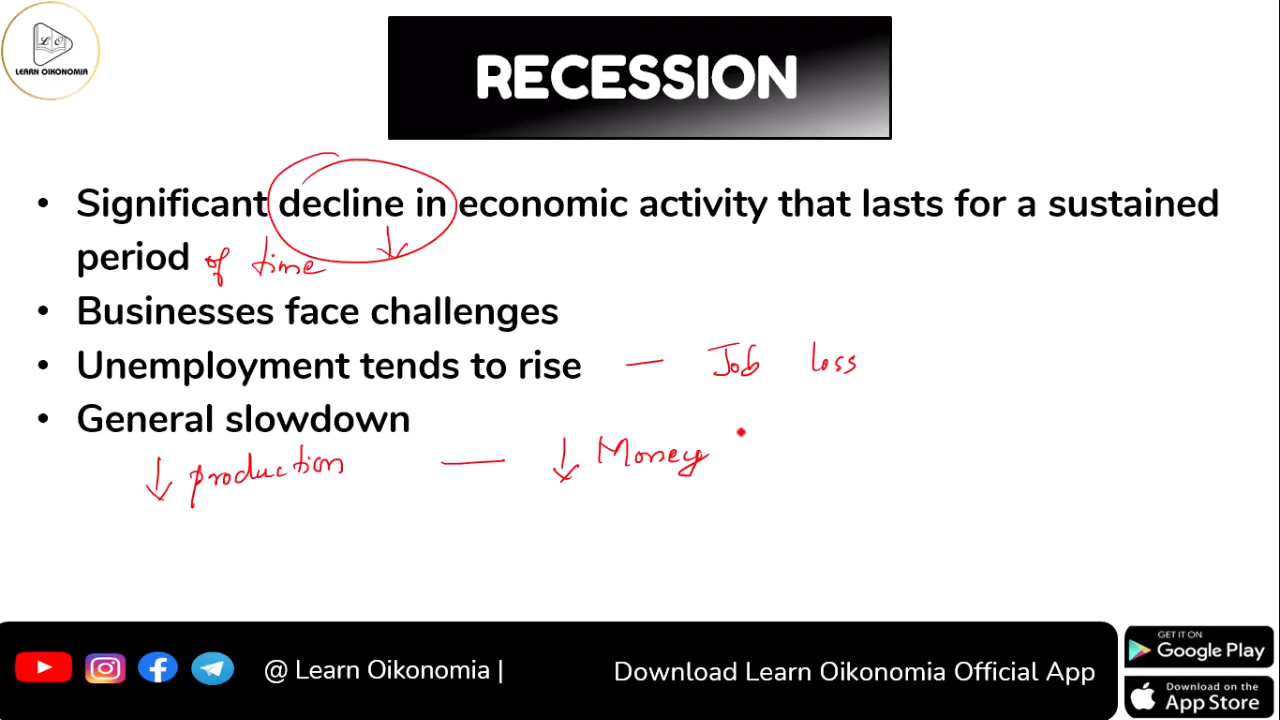 LO
LEARN OIKONOMIA
RECESSION
• Significant decline in economic activity that lasts for a sustained
period of time
• Businesses face challenges
• Unemployment tends to rise — Job loss
• General slowdown
↓ production — ↓ Money
@ Learn Oikonomia |
Download Learn Oikonomia Official App
GET IT ON
Google Play
Download on the
App Store